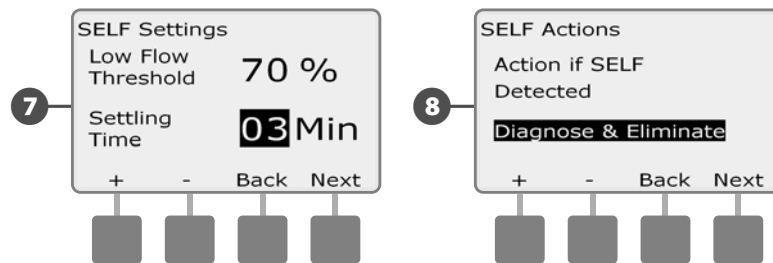 7
SELF Settings
Low Flow
Threshold 70 %
Settling
Time 03 Min
+ - Back Next
8
SELF Actions
Action if SELF
Detected
Diagnose & Eliminate
+ - Back Next